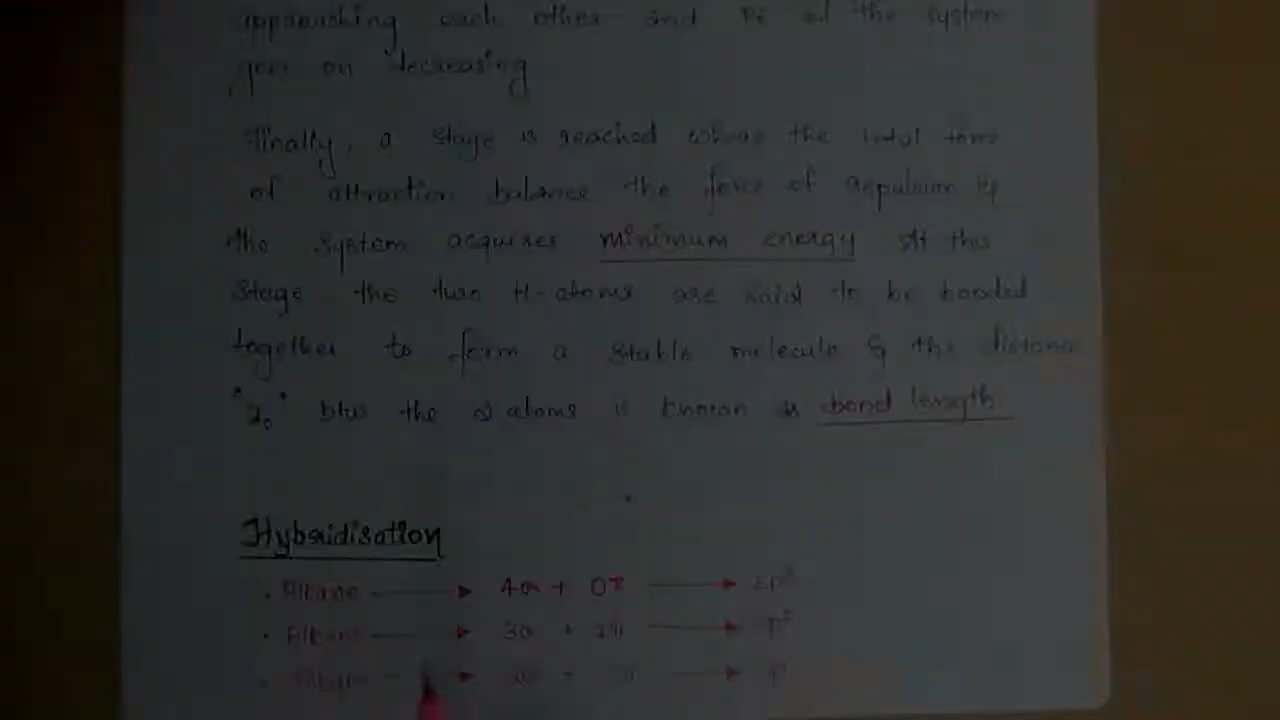 approaching each other and PE of the system
goes on decreasing
Finally, a stage is reached where the total force
of attraction balance the force of repulsion &
the system acquires minimum energy At this
stage, the two H-atoms are said to be bonded
together to form a stable molecule & the distance
"r₀" btw the 2 atoms is known as bond length
Hybridisation
• Alkane → 4σ + 0π → sp³
• → 3σ + 1π → sp²
• → →